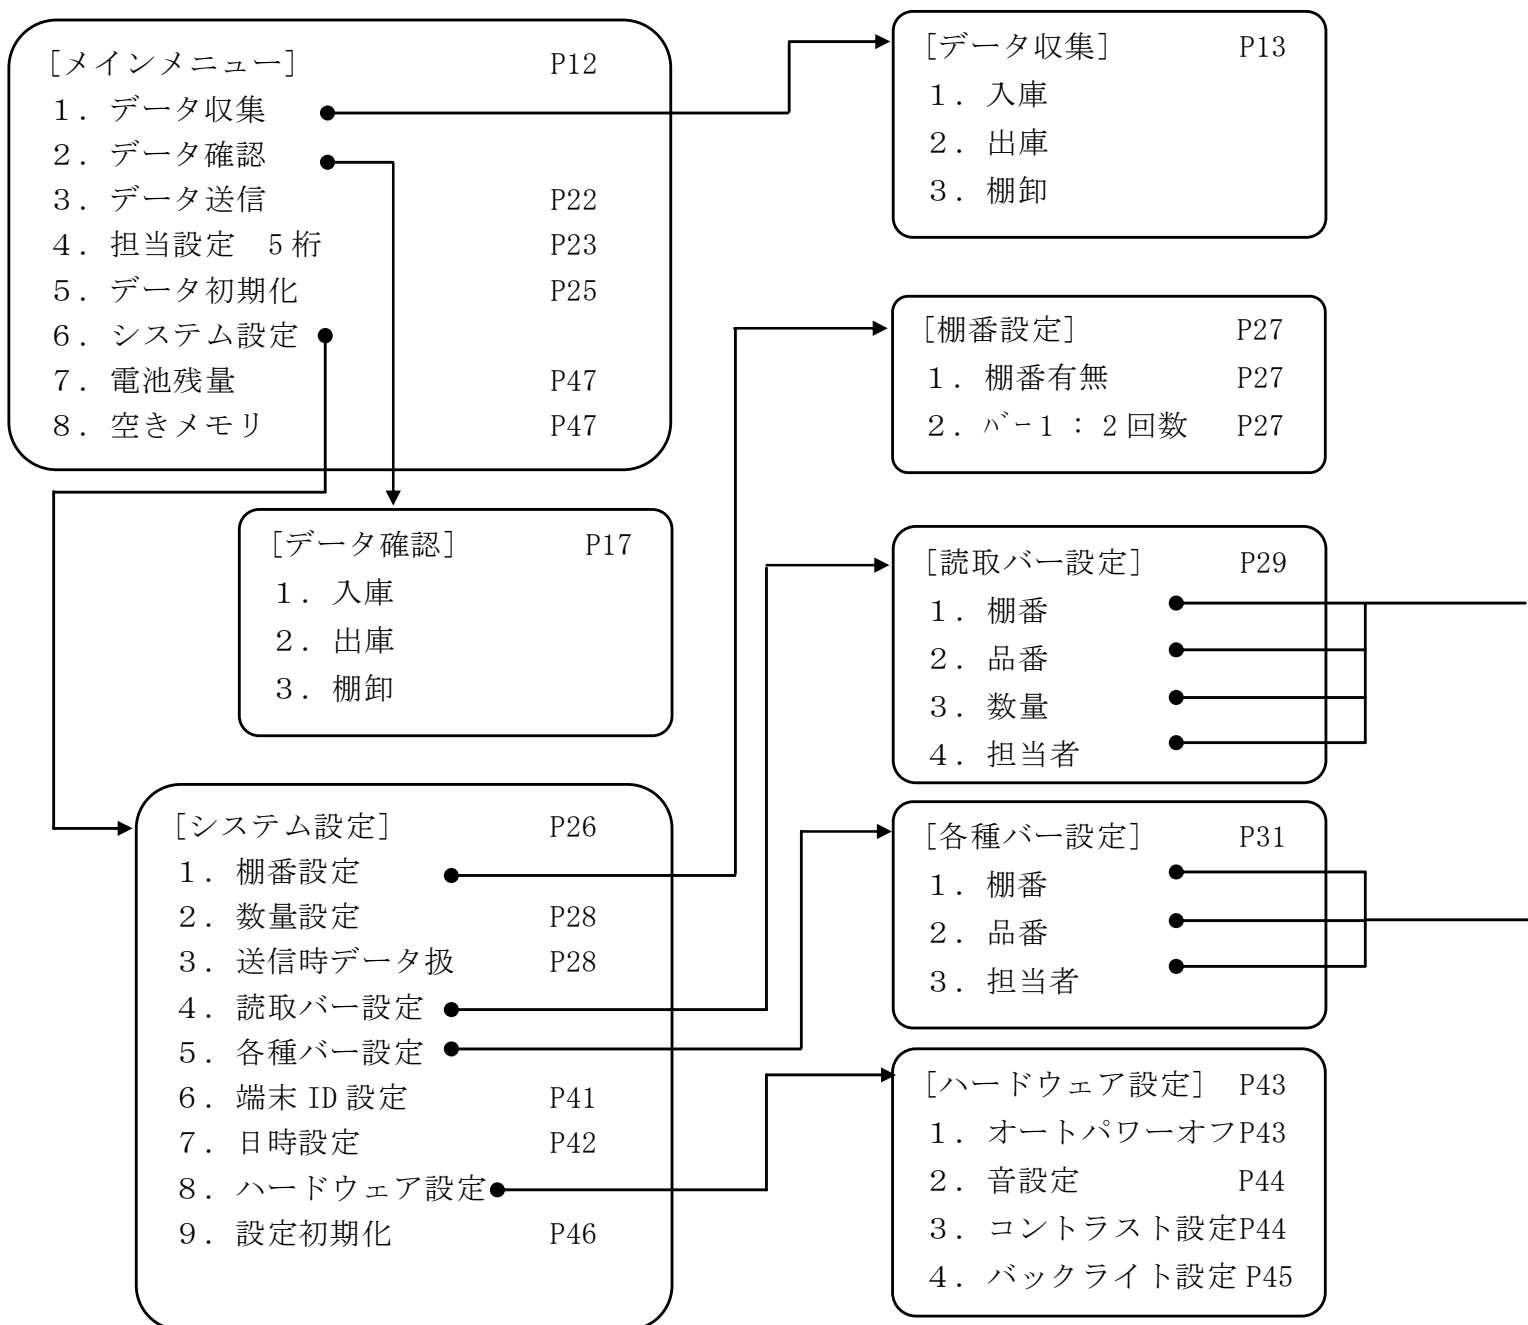 [メインメニュー] P12
1. データ収集
2. データ確認
3. データ送信 P22
4. 担当設定 5桁 P23
5. データ初期化 P25
6. システム設定
7. 電池残量 P47
8. 空きメモリ P47
[データ確認] P17
1. 入庫
2. 出庫
3. 棚卸
[システム設定] P26
1. 棚番設定
2. 数量設定 P28
3. 送信時データ扱 P28
4. 読取バー設定
5. 各種バー設定
6. 端末 ID 設定 P41
7. 日時設定 P42
8. ハードウェア設定
9. 設定初期化 P46
[データ収集] P13
1. 入庫
2. 出庫
3. 棚卸
[棚番設定] P27
1. 棚番有無 P27
2. バー1:2回数 P27
[読取バー設定] P29
1. 棚番
2. 品番
3. 数量
4. 担当者
[各種バー設定] P31
1. 棚番
2. 品番
3. 担当者
[ハードウェア設定] P43
1. オートパワーオフP43
2. 音設定 P44
3. コントラスト設定P44
4. バックライト設定 P45